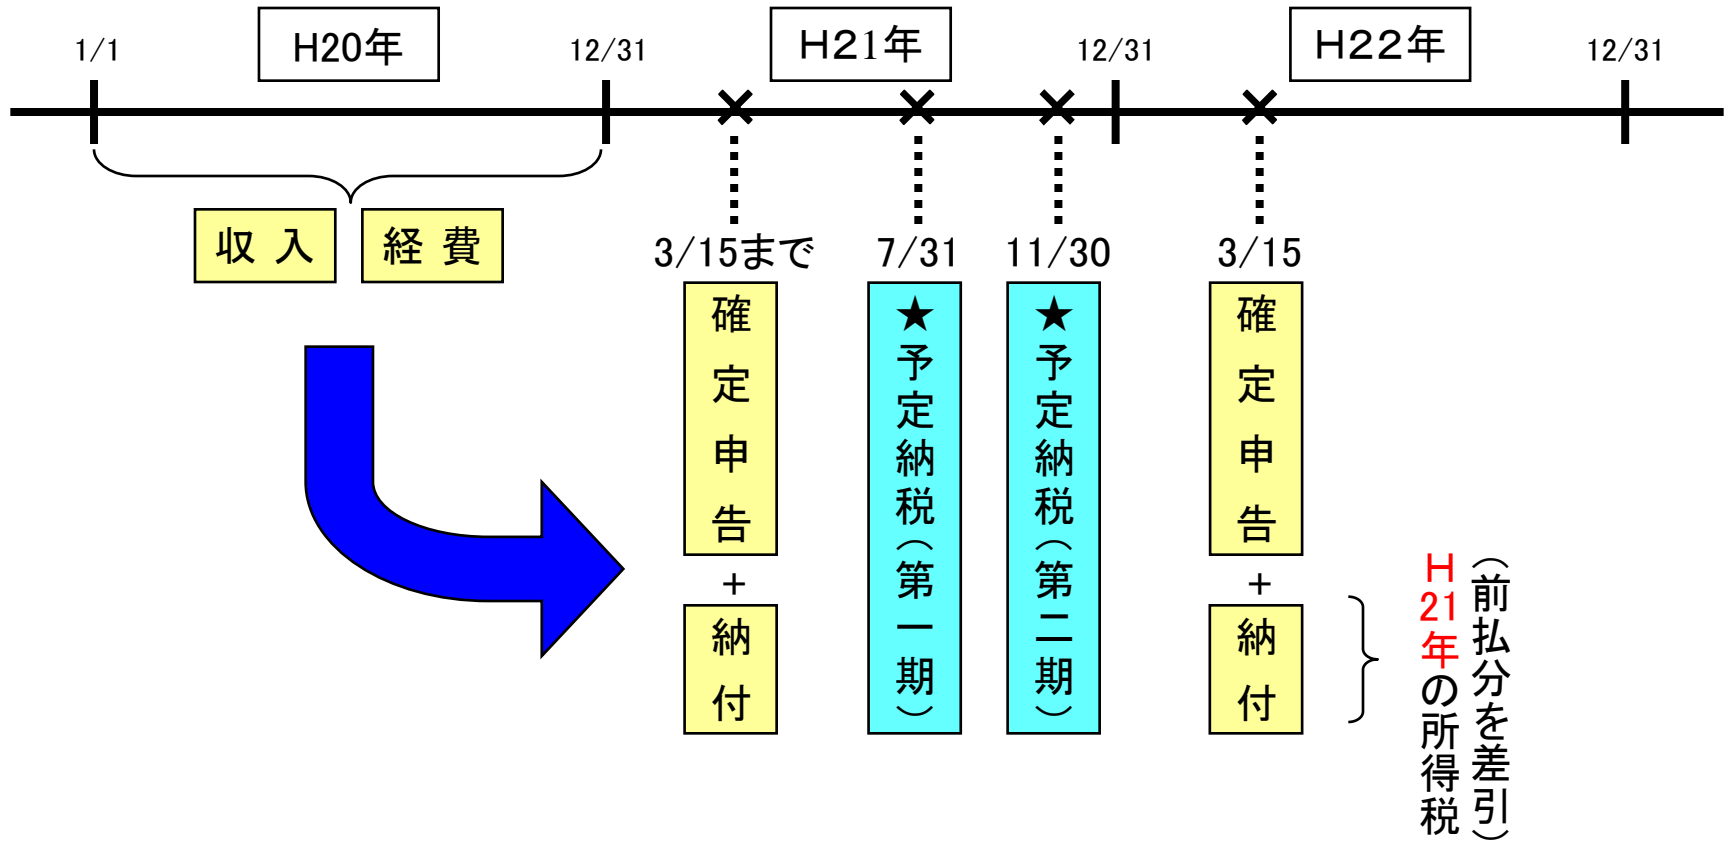 1/1
H20年
12/31
H21年
12/31
H22年
12/31
収 入
経 費
3/15まで
7/31
11/30
3/15
確定申告
+
納付
★予定納税(第一期)
★予定納税(第二期)
確定申告
+
納付
(前払分を差引)
H21年の所得税